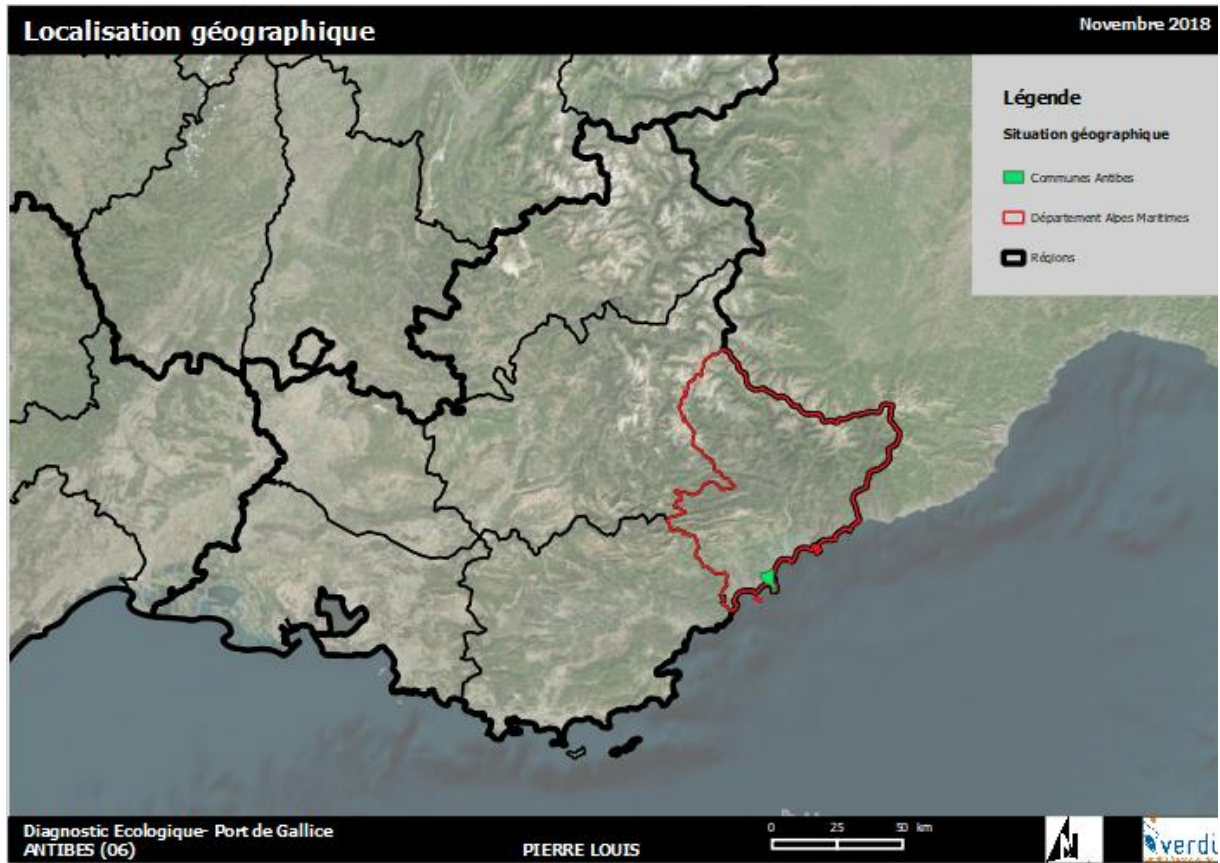 Localisation géographique
Novembre 2018
Légende
Situation géographique
Communes Antibes
Département Alpes Maritimes
Régions
Diagnostic Ecologique- Port de Gallice
ANTIBES (06)
PIERRE LOUIS
0 25 50 km
N
verdi